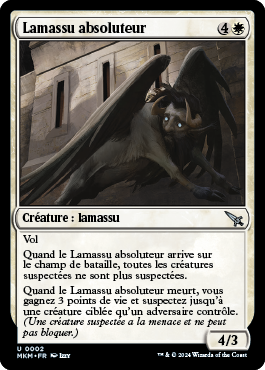 Lamassu absoluteur 4
Créature : lamassu
Vol
Quand le Lamassu absoluteur arrive sur
le champ de bataille, toutes les créatures
suspectées ne sont plus suspectées.
Quand le Lamassu absoluteur meurt, vous
gagnez 3 points de vie et suspectez jusqu'à
une créature ciblée qu'un adversaire contrôle.
(Une créature suspectée a la menace et ne peut
pas bloquer.)
4/3
U 0002
MKM • FR Izzy
™ & © 2024 Wizards of the Coast